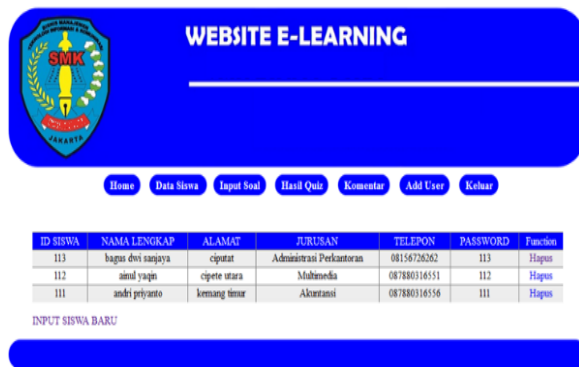 WEBSITE E-LEARNING
SMK
JAKARTA
Home Data Siswa Input Soal Hasil Quiz Komentar Add User Keluar
ID SISWA NAMA LENGKAP ALAMAT JURUSAN TELEPON PASSWORD Function
113 bagus dwi sanjaya ciputat Administrasi Perkantoran 08156726262 113 Hapus
112 ainul yaqin cipete utara Multimedia 087880316551 112 Hapus
111 andri priyanto kemang timur Akuntansi 087880316556 111 Hapus
INPUT SISWA BARU